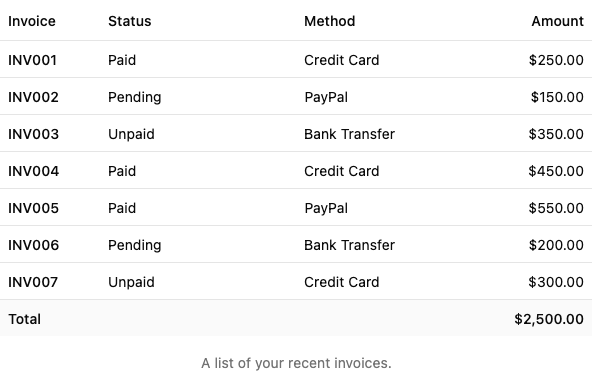 Invoice Status Method Amount
INV001 Paid Credit Card $250.00
INV002 Pending PayPal $150.00
INV003 Unpaid Bank Transfer $350.00
INV004 Paid Credit Card $450.00
INV005 Paid PayPal $550.00
INV006 Pending Bank Transfer $200.00
INV007 Unpaid Credit Card $300.00
Total $2,500.00
A list of your recent invoices.